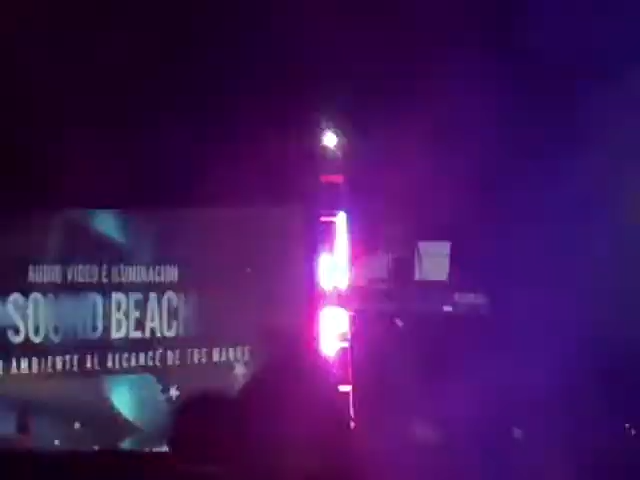 AUDIO VIDEO E ILUMINACION
SOUND BEACH
AMBIENTE AL ALCANCE DE TUS MANOS